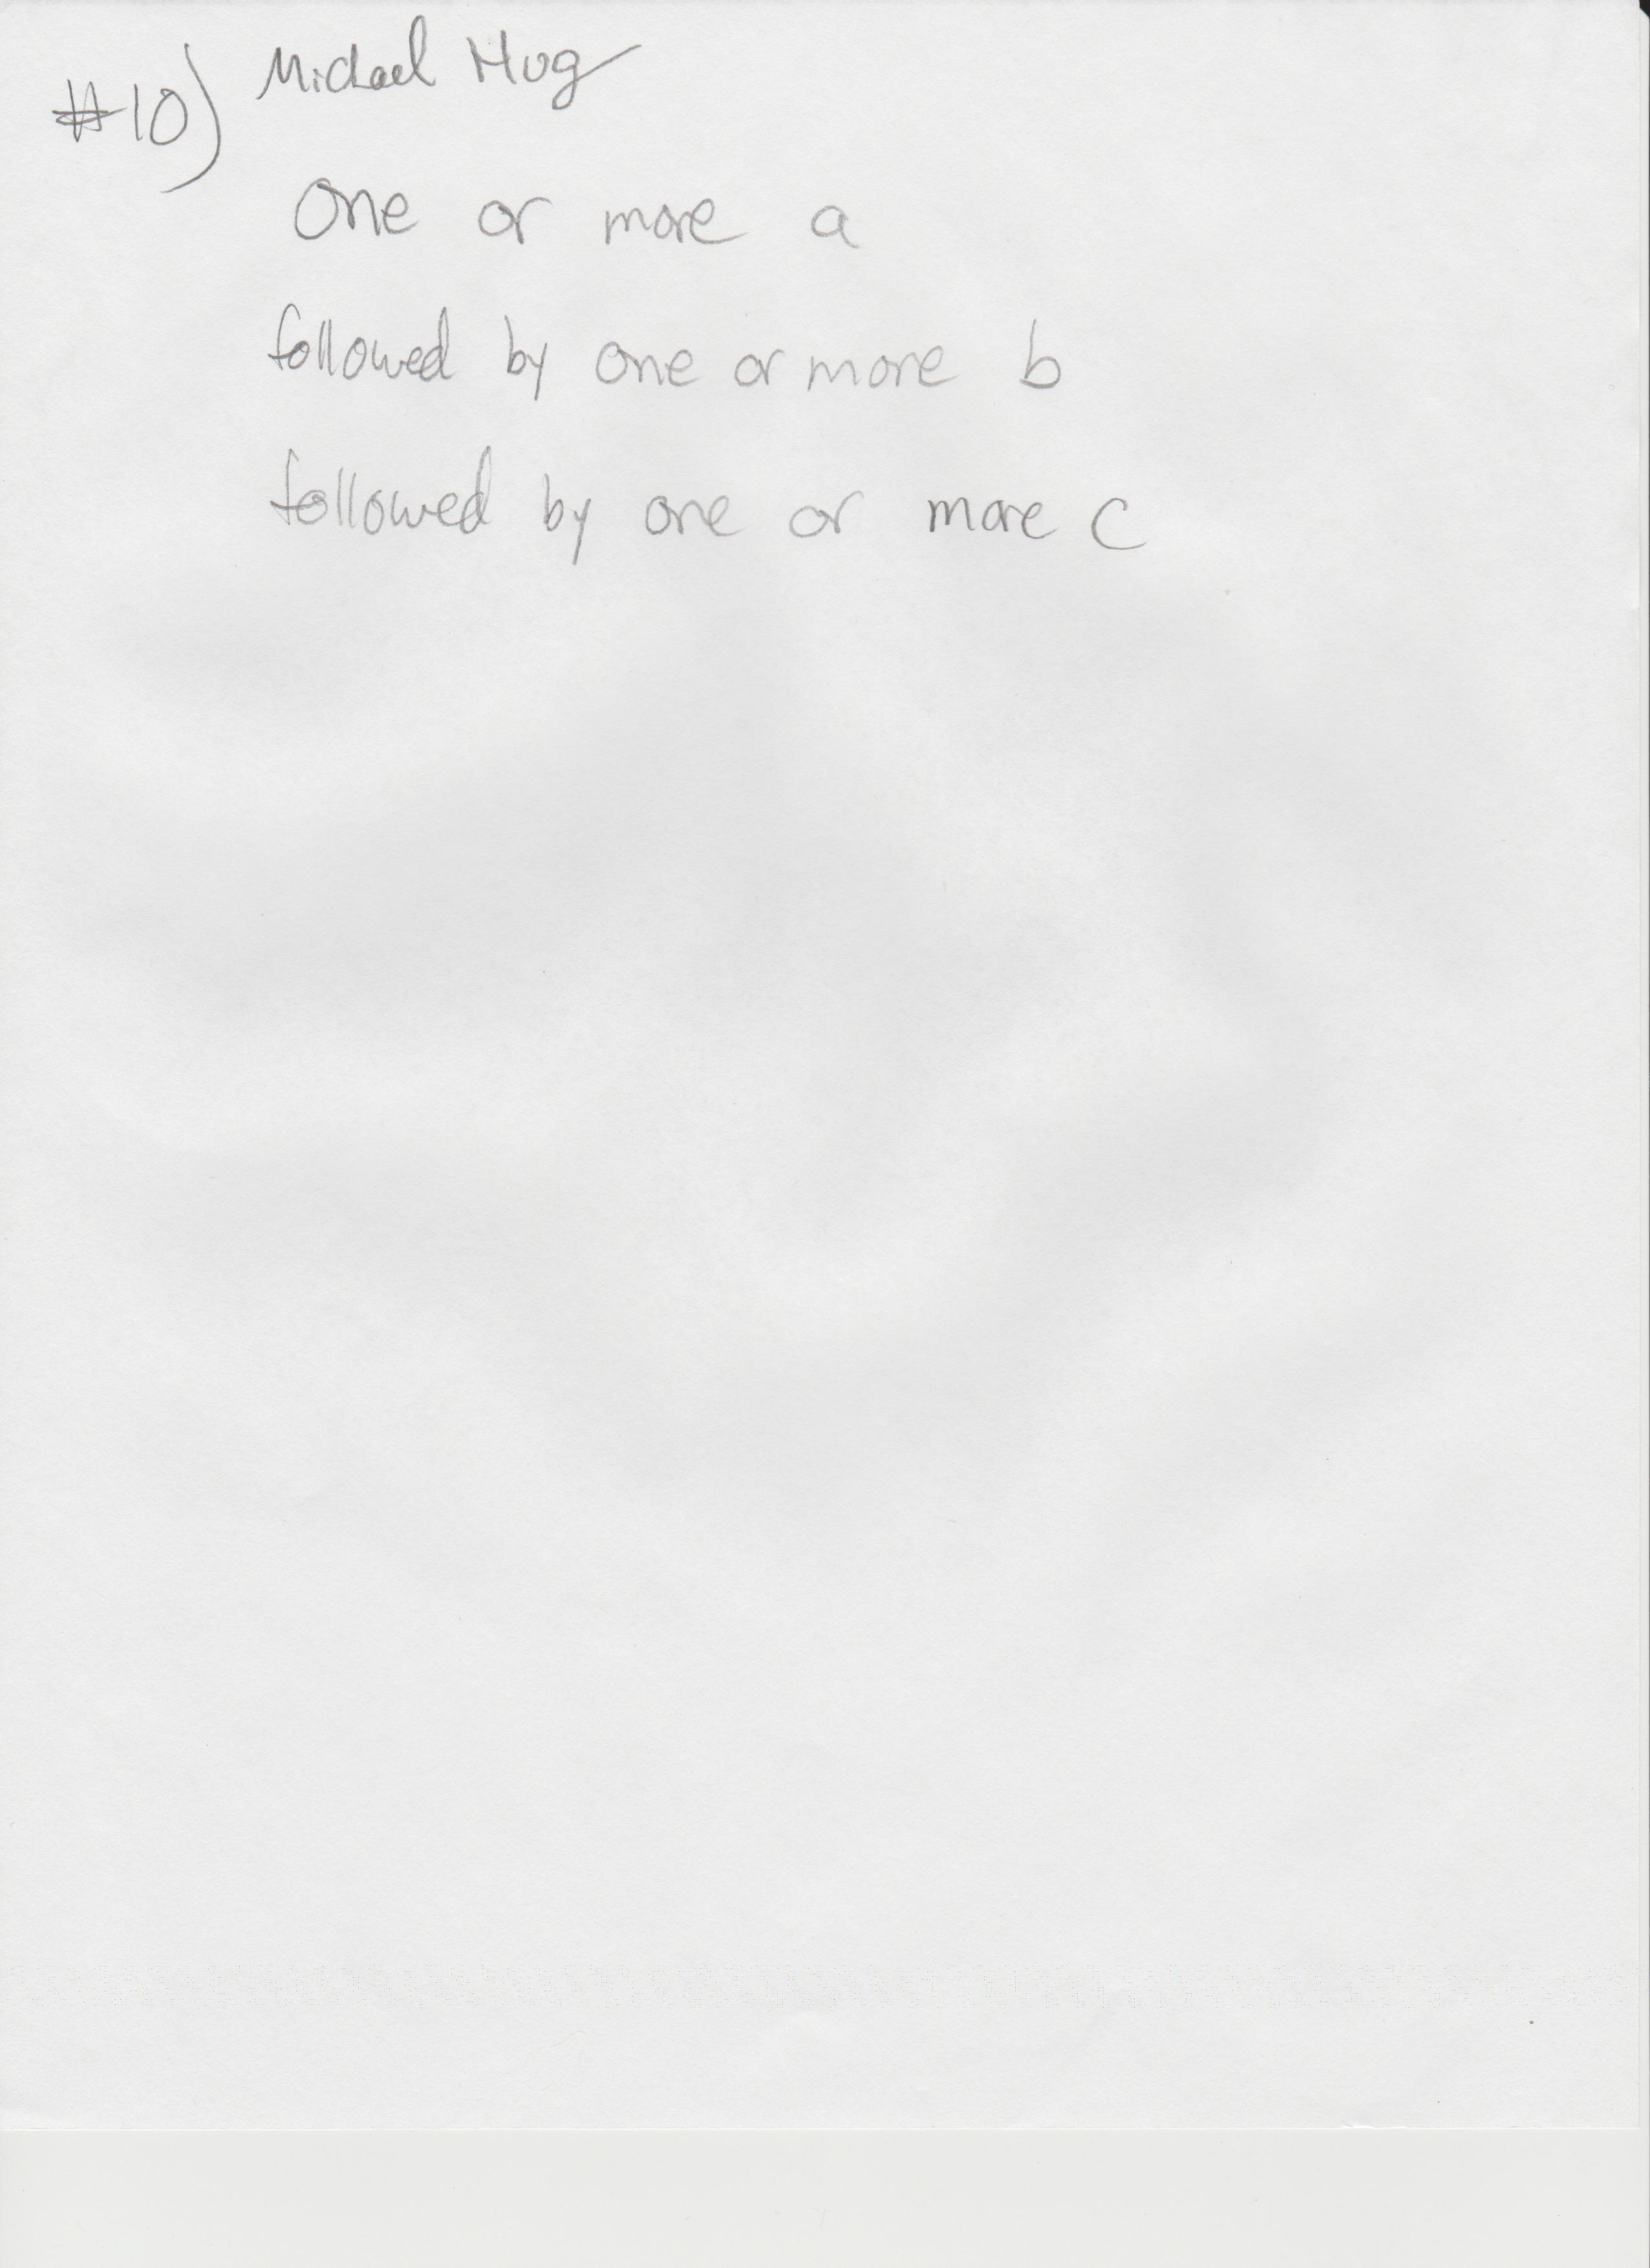 Michael Hug
#10)
One or more a
followed by one or more b
followed by one or more c